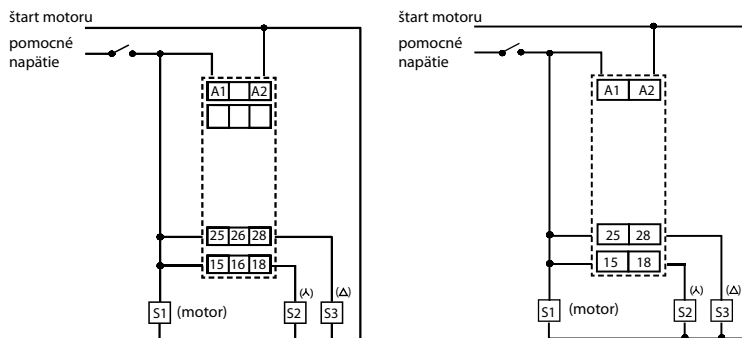 štart motoru
pomocné
napätie
A1 A2
25 26 28
15 16 18
(⅄) (Δ)
S1 (motor) S2 S3
štart motoru
pomocné
napätie
A1 A2
25 28
15 18
(⅄) (Δ)
S1 (motor) S2 S3